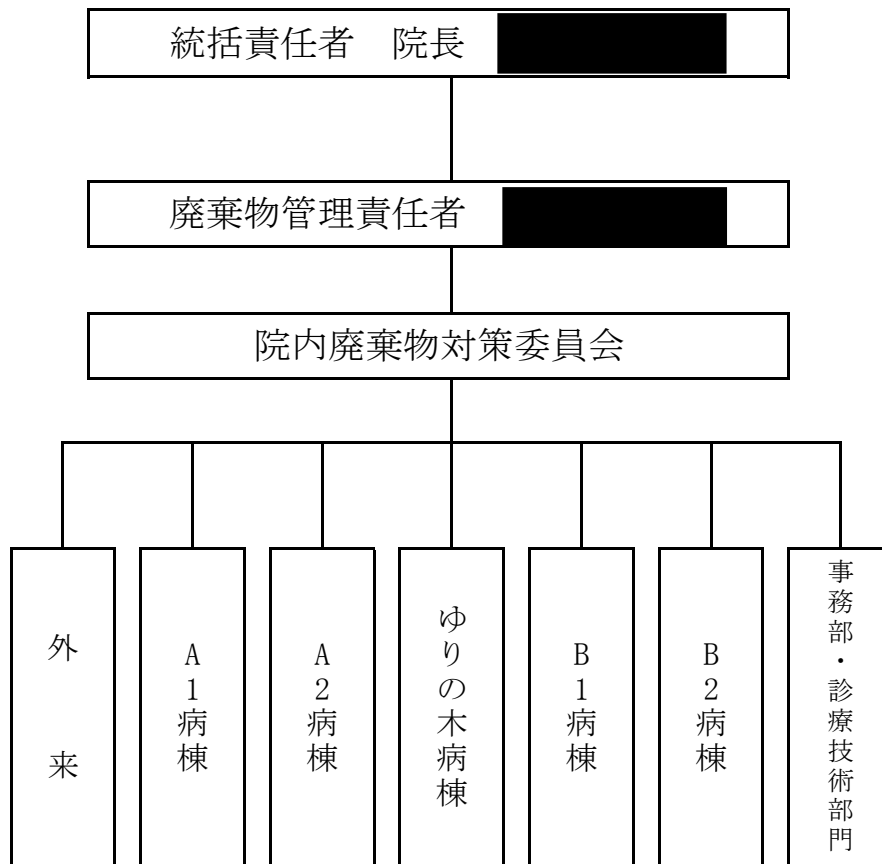 統括責任者　院長
廃棄物管理責任者
院内廃棄物対策委員会
外来
A1病棟
A2病棟
ゆりの木病棟
B1病棟
B2病棟
事務部・診療技術部門